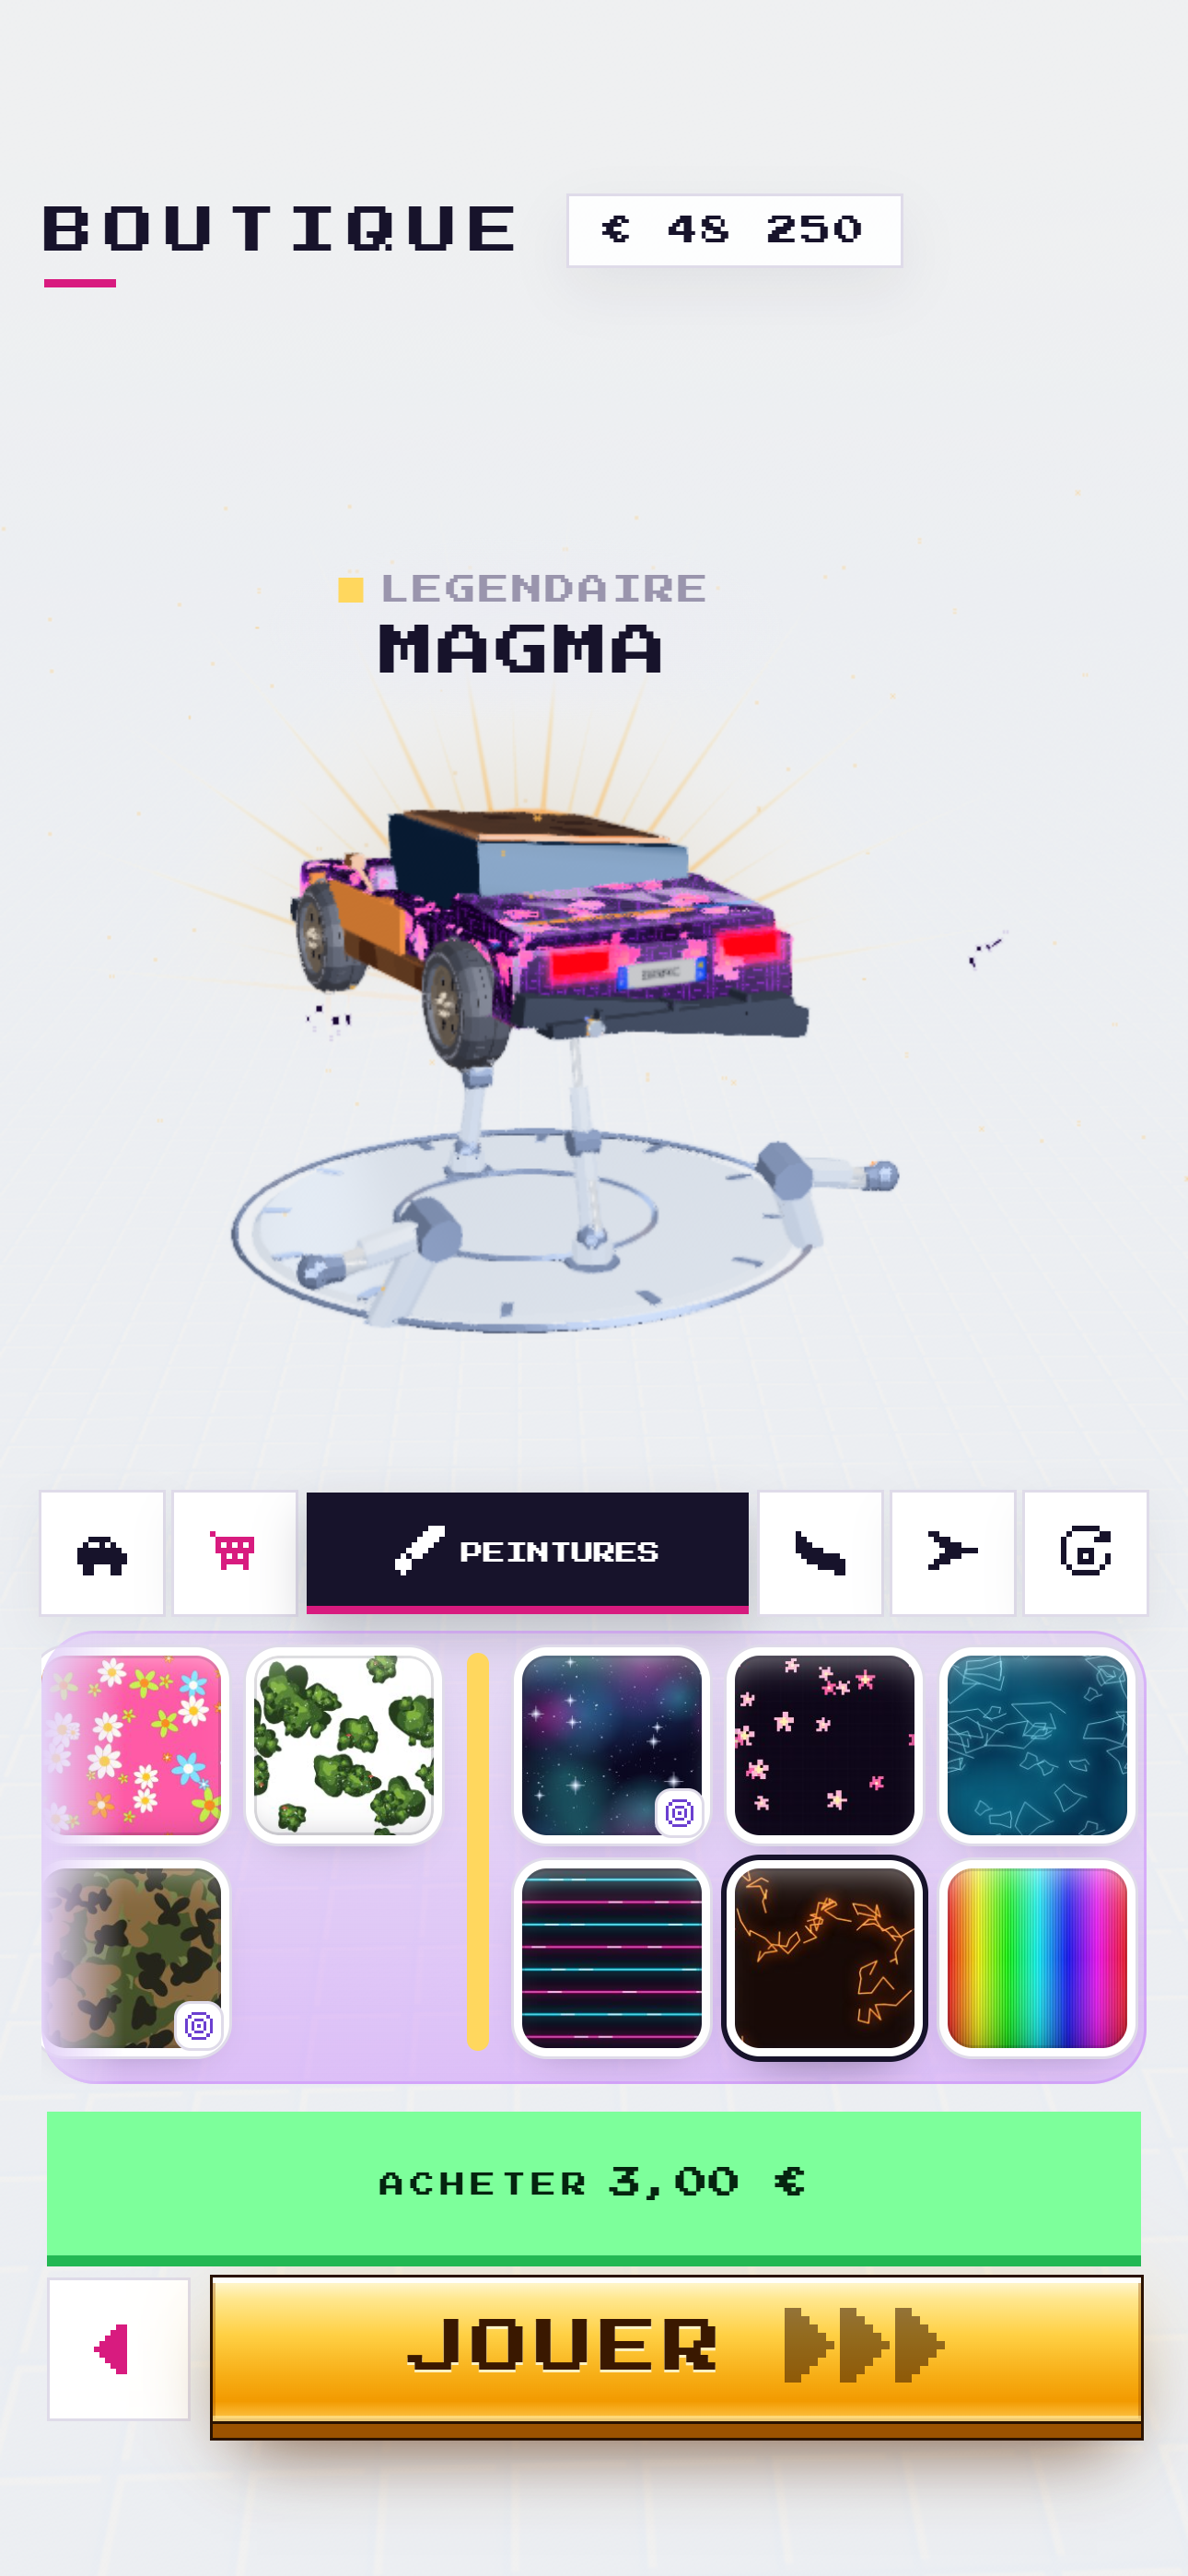 BOUTIQUE
€ 48 250
LEGENDAIRE
MAGMA
PEINTURES
ACHETER 3,00 €
JOUER